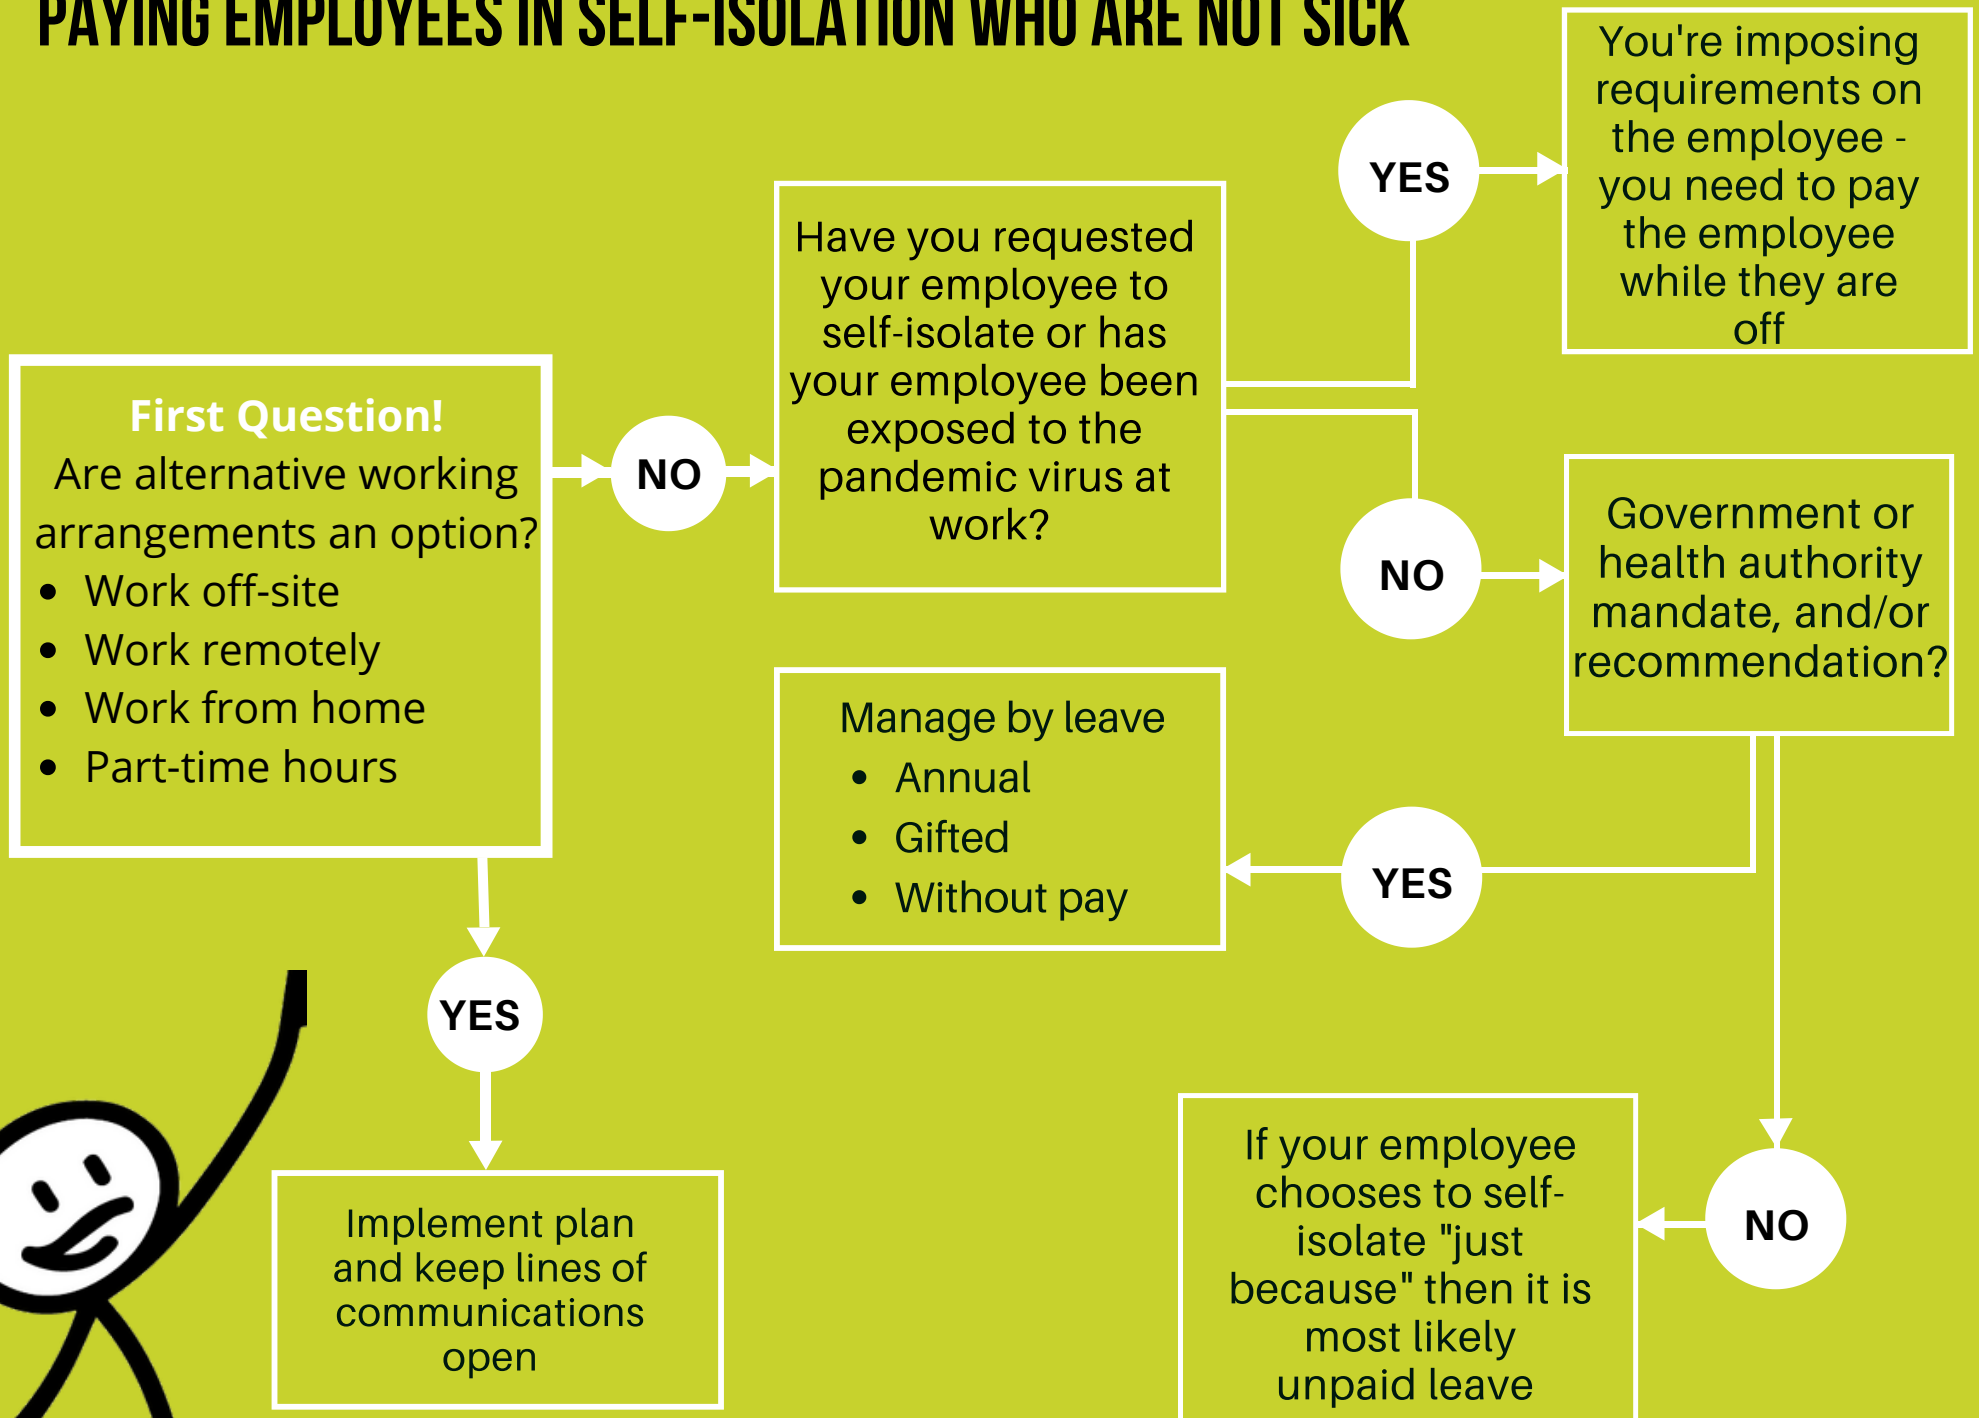 PAYING EMPLOYEES IN SELF-ISOLATION WHO ARE NOT SICK
First Question!
Are alternative working
arrangements an option?
• Work off-site
• Work remotely
• Work from home
• Part-time hours
NO
Have you requested
your employee to
self-isolate or has
your employee been
exposed to the
pandemic virus at
work?
YES
You're imposing
requirements on
the employee -
you need to pay
the employee
while they are
off
NO
Government or
health authority
mandate, and/or
recommendation?
YES
Manage by leave
• Annual
• Gifted
• Without pay
NO
If your employee
chooses to self-
isolate "just
because" then it is
most likely
unpaid leave
YES
Implement plan
and keep lines of
communications
open